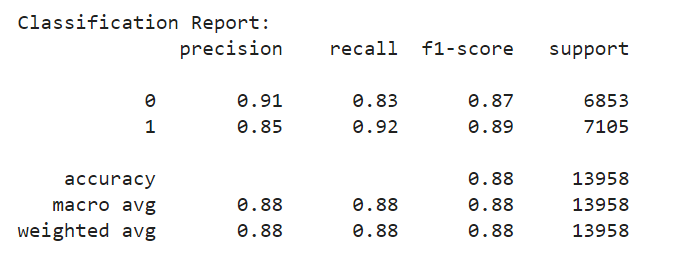 Classification Report:
precision recall f1-score support
0 0.91 0.83 0.87 6853
1 0.85 0.92 0.89 7105
accuracy 0.88 13958
macro avg 0.88 0.88 0.88 13958
weighted avg 0.88 0.88 0.88 13958